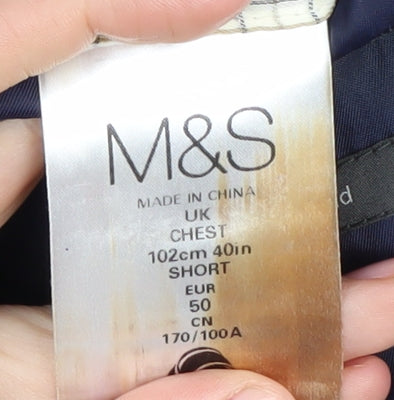 M&S
MADE IN CHINA
UK
CHEST
102cm 40in
SHORT
EUR
50
CN
170/100A
d